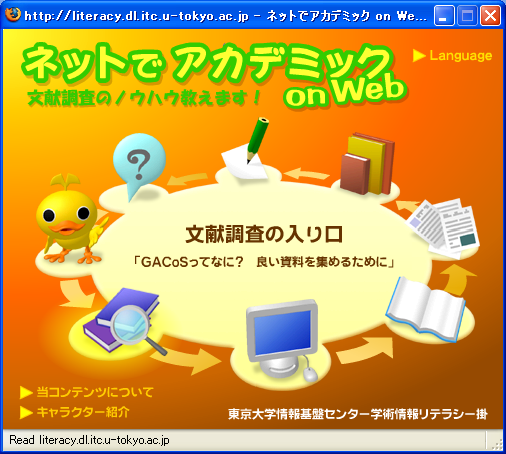 http://literacy.dl.itc.u-tokyo.ac.jp - ネットでアカデミック on We...
ネットで アカデミック
on Web
Language
文献調査のノウハウ教えます！
?
文献調査の入り口
「GACoSってなに？ 良い資料を集めるために」
当コンテンツについて
キャラクター紹介
東京大学情報基盤センター学術情報リテラシー掛
Read literacy.dl.itc.u-tokyo.ac.jp